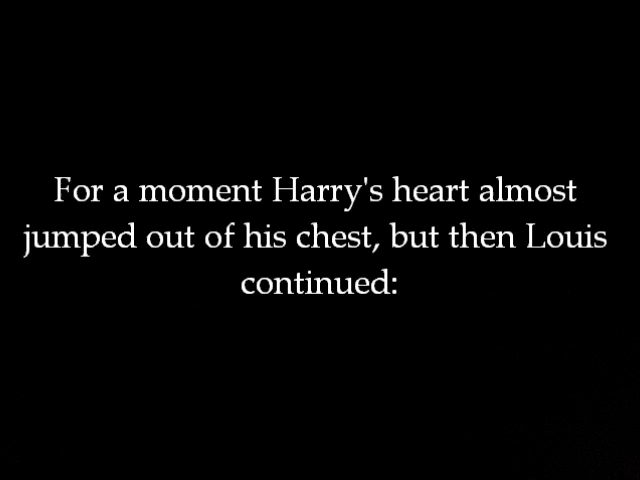 For a moment Harry's heart almost
jumped out of his chest, but then Louis
continued: